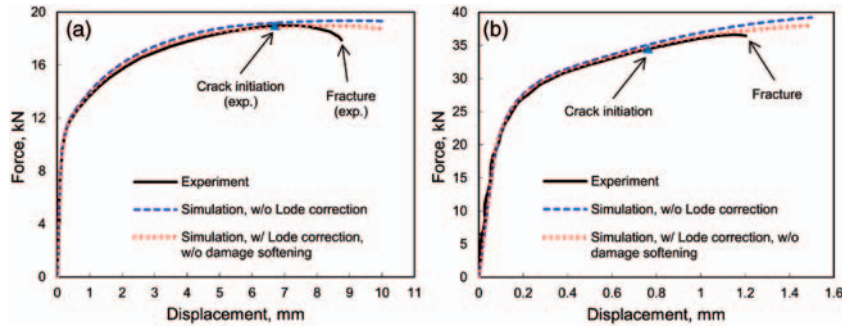 (a)
Force, kN
20
16
12
8
4
0
Crack initiation
(exp.)
Fracture
(exp.)
Experiment
Simulation, w/o Lode correction
Simulation, w/ Lode correction,
w/o damage softening
0 1 2 3 4 5 6 7 8 9 10 11
Displacement, mm
(b)
Force, kN
40
35
30
25
20
15
10
5
0
Crack initiation
Fracture
Experiment
Simulation, w/o Lode correction
Simulation, w/ Lode correction, w/o
damage softening
0 0.2 0.4 0.6 0.8 1.0 1.2 1.4 1.6
Displacement, mm